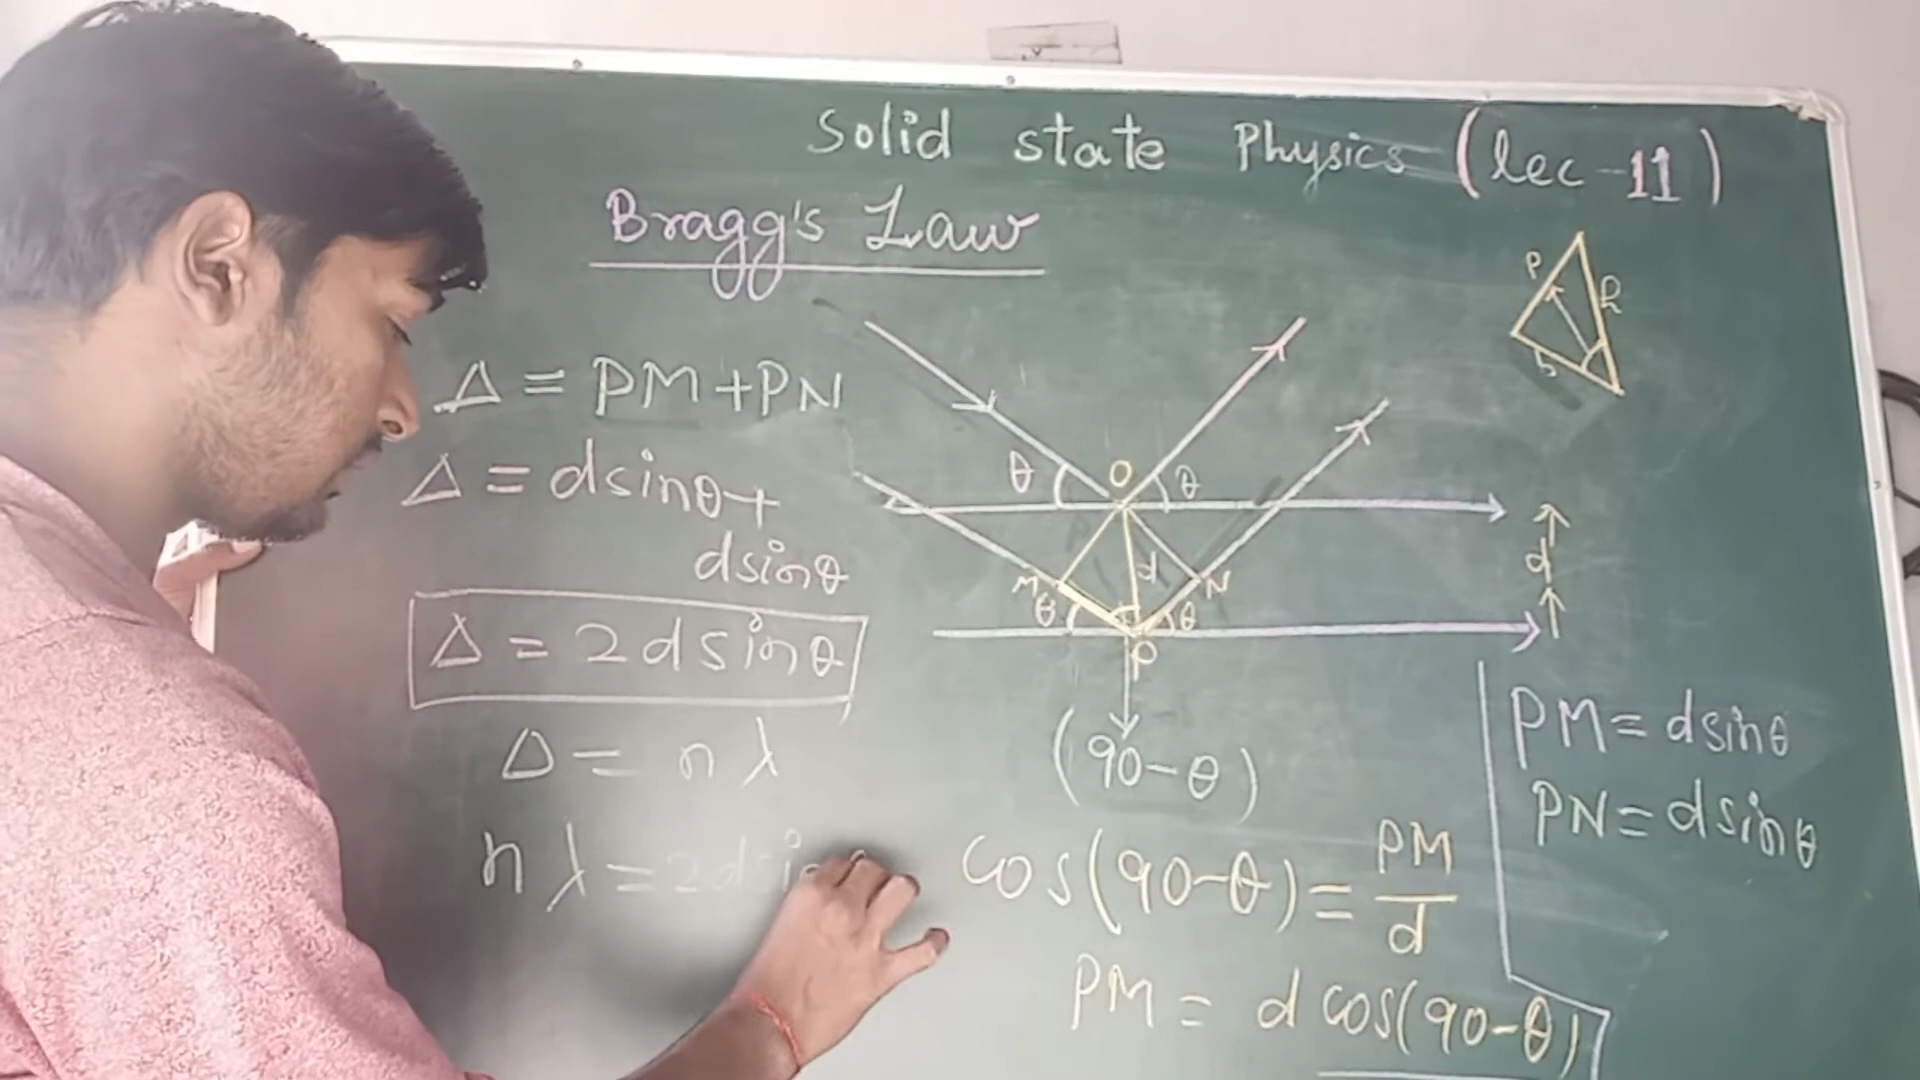 Solid state Physics (lec-11)
Bragg's Law
Δ = PM+PN
Δ = dsinθ+
dsinθ
Δ = 2dsinθ
Δ = nλ
nλ = 2dsin
P
h
b
θ
O
θ
d
M
N
θ
θ
P
d
(90-θ)
cos(90-θ) = PM/d
PM = d cos(90-θ)
PM = dsinθ
PN = dsinθ